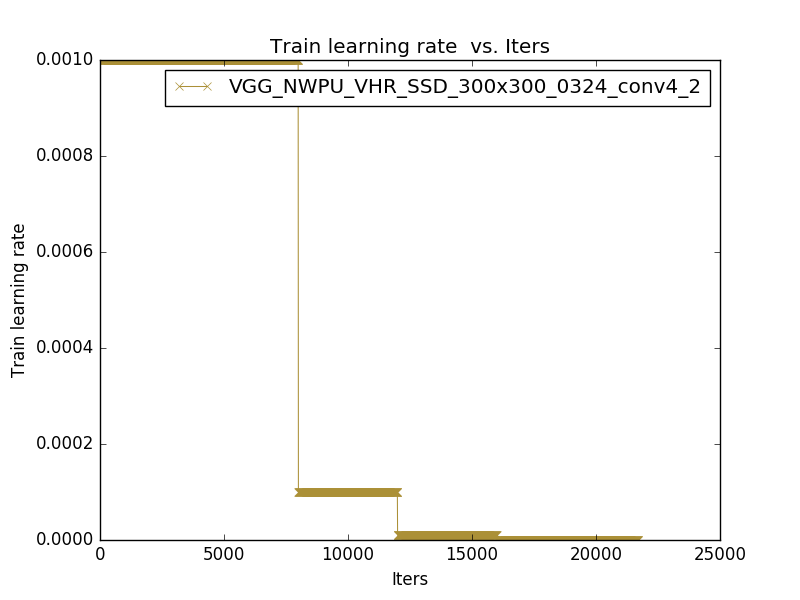 Train learning rate  vs. Iters
VGG_NWPU_VHR_SSD_300x300_0324_conv4_2
0.0010
0.0008
0.0006
0.0004
0.0002
0.0000
Train learning rate
0 5000 10000 15000 20000 25000
Iters